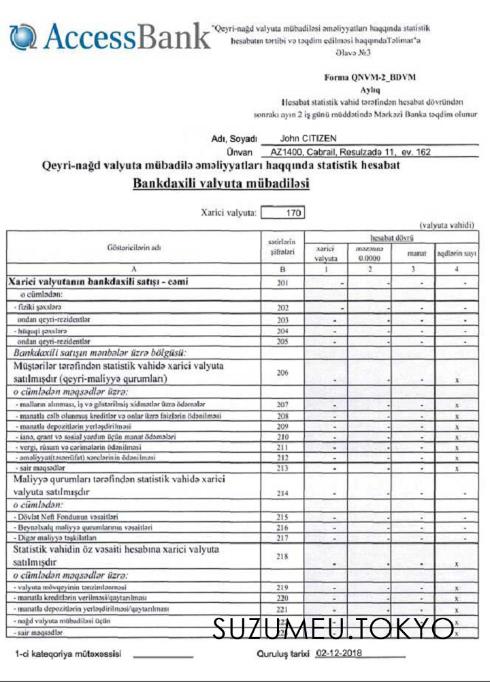 AccessBank
"Qeyri-nağd valyuta mübadiləsi əməliyyatları haqqında statistik
hesabatın tərtibi və təqdim edilməsi haqqındaTəlimat"a
Əlavə №3
Forma QNVM-2_BDVM
Aylıq
Hesabat statistik vahid tərəfindən hesabat dövründən
sonrakı ayın 2 iş günü müddətində Mərkəzi Banka təqdim olunur
Adı, Soyadı John CITIZEN
Ünvan AZ1400, Cabrail, Resulzadə 11, ev. 162
Qeyri-nağd valyuta mübadilə əməliyyatları haqqında statistik hesabat
Bankdaxili valyuta mübadiləsi
Xarici valyuta: 170
(valyuta vahidi)
Göstəricilərin adı sətirlərin şifrələri hesabat dövrü
xarici valyuta məzənnə 0.0000 manat əqdlərin sayı
A B 1 2 3 4
Xarici valyutanın bankdaxili satışı - cəmi 201 - - - -
o cümlədən:
- fiziki şəxslərə 202 - - - -
ondan qeyri-rezidentlər 203 - - - -
- hüquqi şəxslərə 204 - - - -
ondan qeyri-rezidentlər 205 - - - -
Bankdaxili satışın mənbələr üzrə bölgüsü:
Müştərilər tərəfindən statistik vahidə xarici valyuta
satılmışdır (qeyri-maliyyə qurumları) 206 - - - x
o cümlədən məqsədlər üzrə:
- malların alınması, iş və göstərilmiş xidmətlər üzrə ödəmələr 207 - - - x
- manatla cəlb olunmuş kreditlər və onlar üzrə faizlərin ödənilməsi 208 - - - x
- manatla depozitlərin yerləşdirilməsi 209 - - - x
- ianə, qrant və sosial yardım üçün manat ödəmələri 210 - - - x
- vergi, rüsum və cərimələrin ödənilməsi 211 - - - x
- əməliyyat(təsərrüfat) xərclərinin ödənilməsi 212 - - - x
- sair məqsədlər 213 - - - x
Maliyyə qurumları tərəfindən statistik vahidə xarici
valyuta satılmışdır 214 - - - -
o cümlədən:
- Dövlət Neft Fondunun vəsaitləri 215 - - - -
- Beynəlxalq maliyyə qurumlarının vəsaitləri 216 - - - -
- Digər maliyyə təşkilatları 217 - - - -
Statistik vahidin öz vəsaiti hesabına xarici valyuta
satılmışdır 218 - - - x
o cümlədən məqsədlər üzrə:
- valyuta mövqeyinin tənzimlənməsi 219 - - - x
- manatla kreditlərin verilməsi/qaytarılması 220 - - - x
- manatla depozitlərin yerləşdirilməsi/qaytarılması 221 - - - x
- nağd valyuta mübadiləsi üçün - - - x
- sair məqsədlər - - - x
SUZUMEU.TOKYO
1-ci kateqoriya mütəxəssisi Quruluş tarixi 02-12-2018